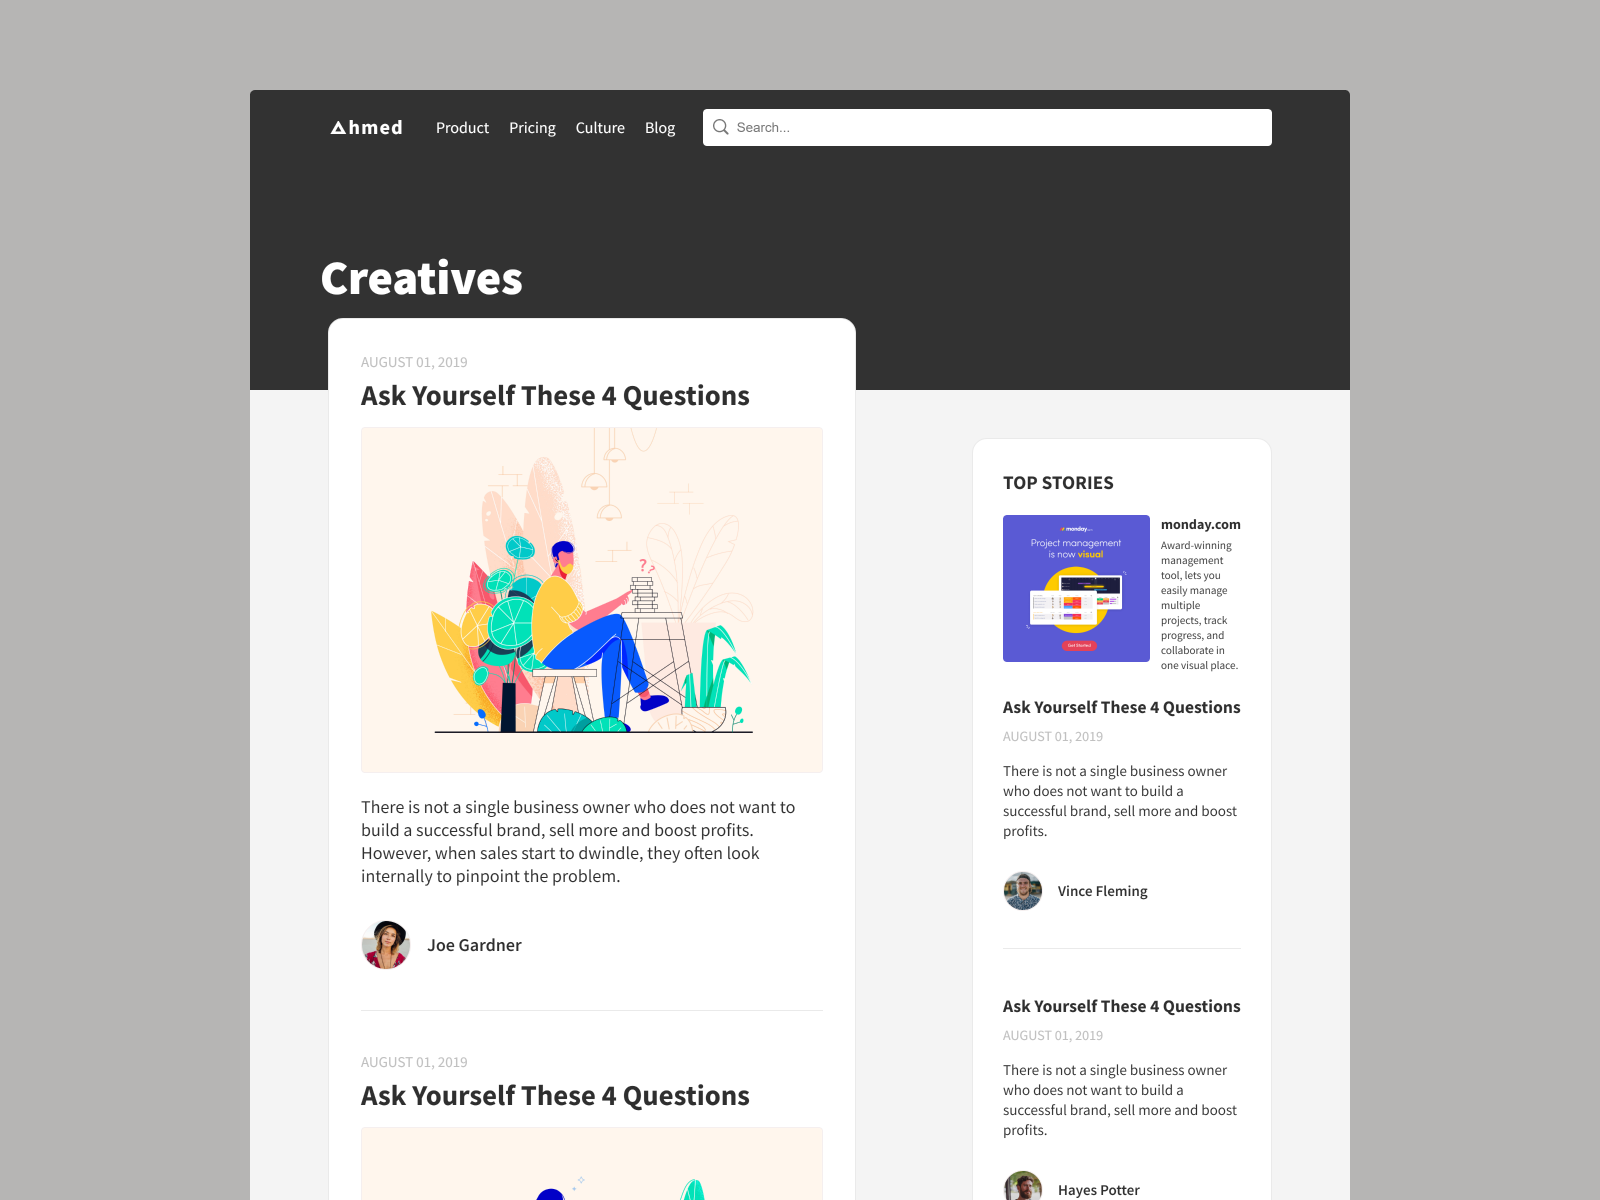 Ahmed
Product Pricing Culture Blog
Search...
Creatives
AUGUST 01, 2019
Ask Yourself These 4 Questions
??
There is not a single business owner who does not want to
build a successful brand, sell more and boost profits.
However, when sales start to dwindle, they often look
internally to pinpoint the problem.
Joe Gardner
AUGUST 01, 2019
Ask Yourself These 4 Questions
TOP STORIES
monday.com
Project management
is now visual
Get Started
monday.com
Award-winning
management
tool, lets you
easily manage
multiple
projects, track
progress, and
collaborate in
one visual place.
Ask Yourself These 4 Questions
AUGUST 01, 2019
There is not a single business owner
who does not want to build a
successful brand, sell more and boost
profits.
Vince Fleming
Ask Yourself These 4 Questions
AUGUST 01, 2019
There is not a single business owner
who does not want to build a
successful brand, sell more and boost
profits.
Hayes Potter